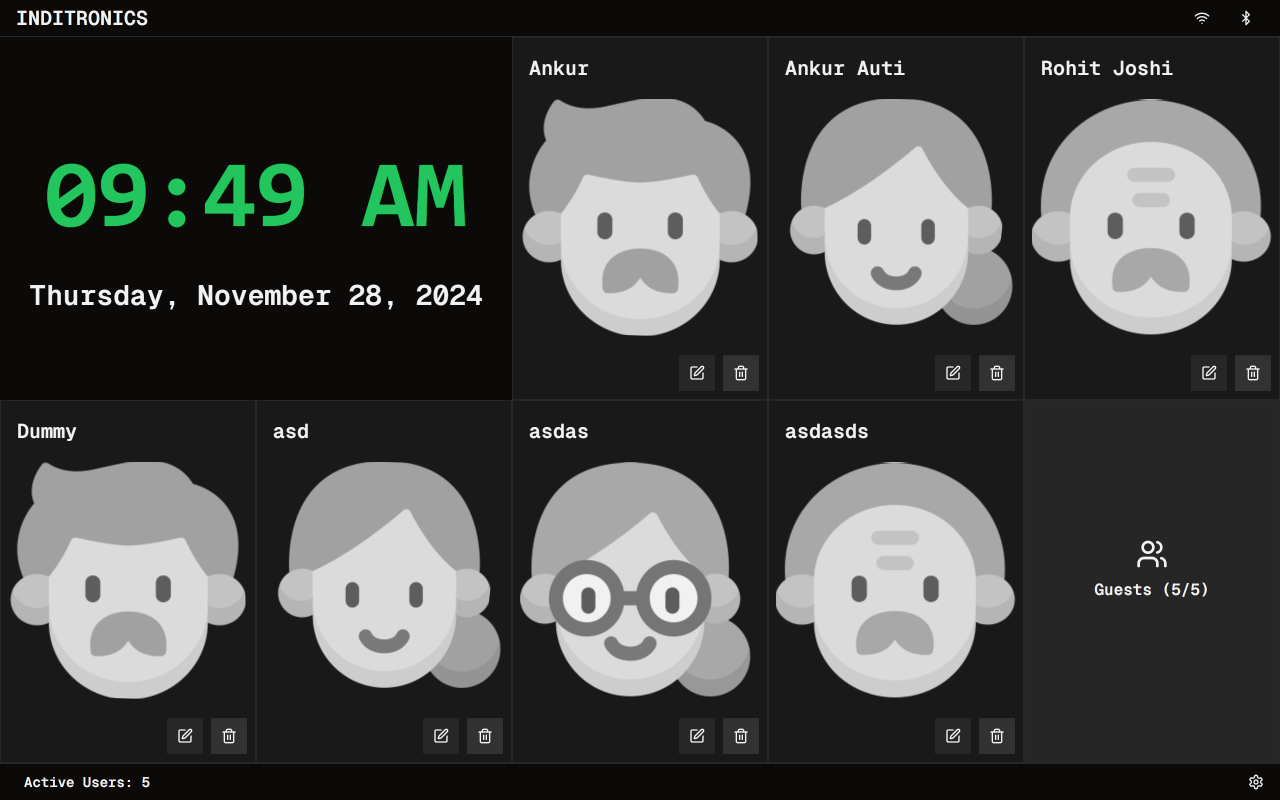 INDITRONICS
09:49 AM
Thursday, November 28, 2024
Ankur
Ankur Auti
Rohit Joshi
Dummy
asd
asdas
asdasds
Guests (5/5)
Active Users: 5